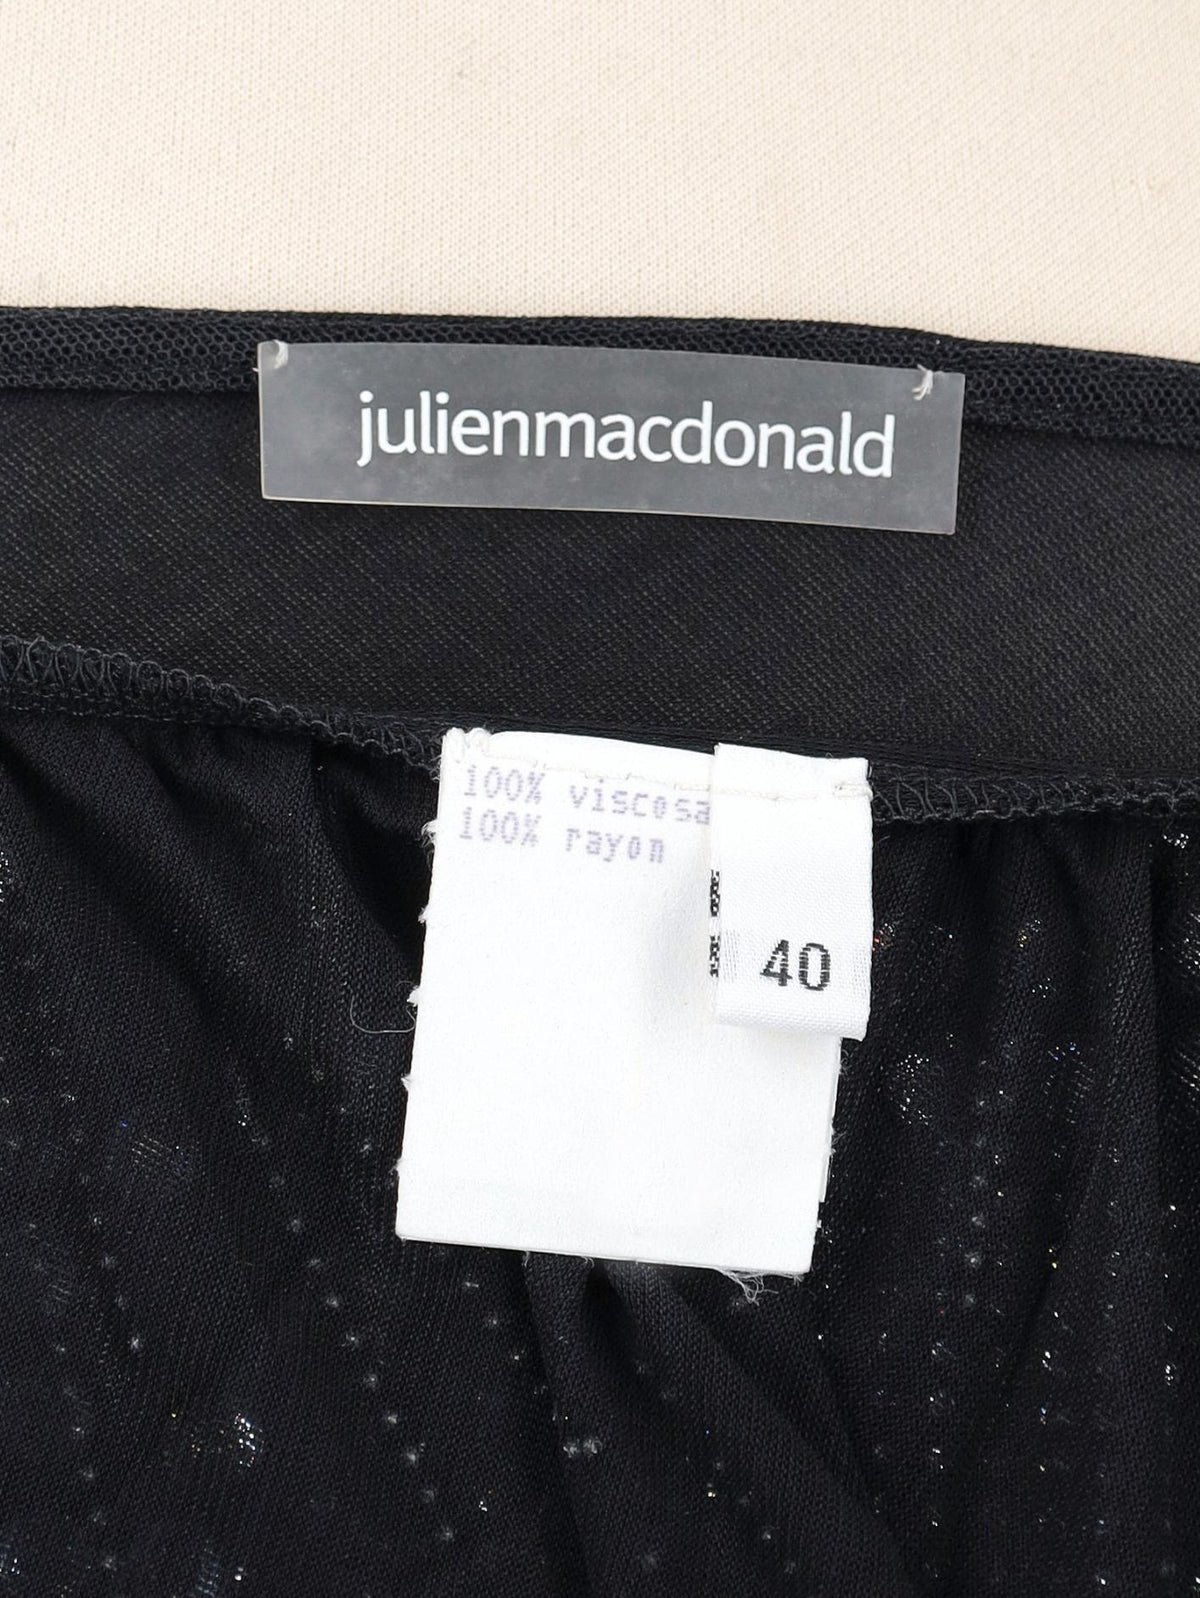 julienmacdonald
100% viscosa
100% rayon
40